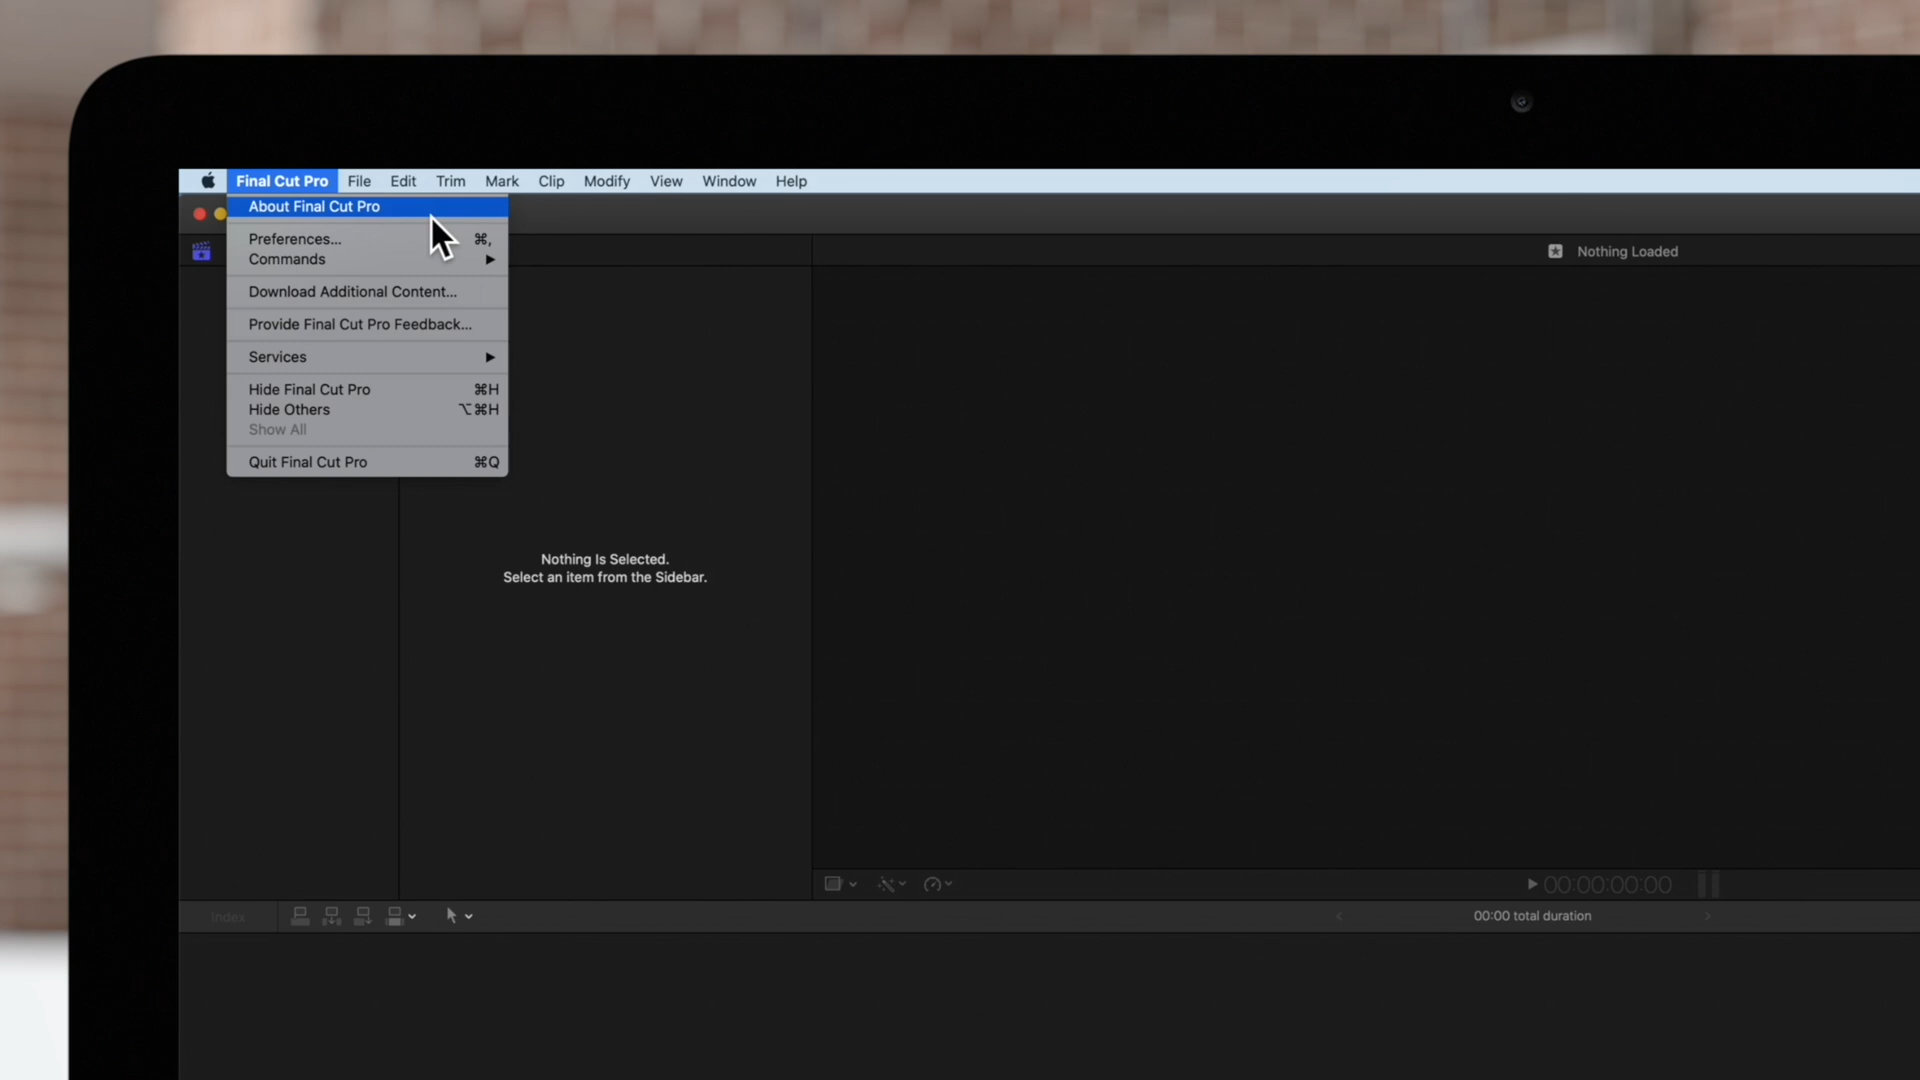 Final Cut Pro File Edit Trim Mark Clip Modify View Window Help
About Final Cut Pro
Preferences... ⌘,
Commands ▶
Download Additional Content...
Provide Final Cut Pro Feedback...
Services ▶
Hide Final Cut Pro ⌘H
Hide Others ⌥⌘H
Show All
Quit Final Cut Pro ⌘Q
Nothing Loaded
Nothing Is Selected.
Select an item from the Sidebar.
00:00:00:00
Index
00:00 total duration